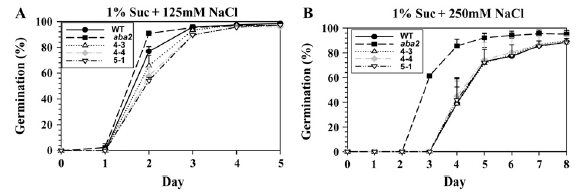 A
1% Suc + 125mM NaCl
Germination (%)
100
80
60
40
20
0
WT
aba2
4-3
4-4
5-1
0 1 2 3 4 5
Day
B
1% Suc + 250mM NaCl
Germination (%)
100
80
60
40
20
0
WT
aba2
4-3
4-4
5-1
0 1 2 3 4 5 6 7 8
Day